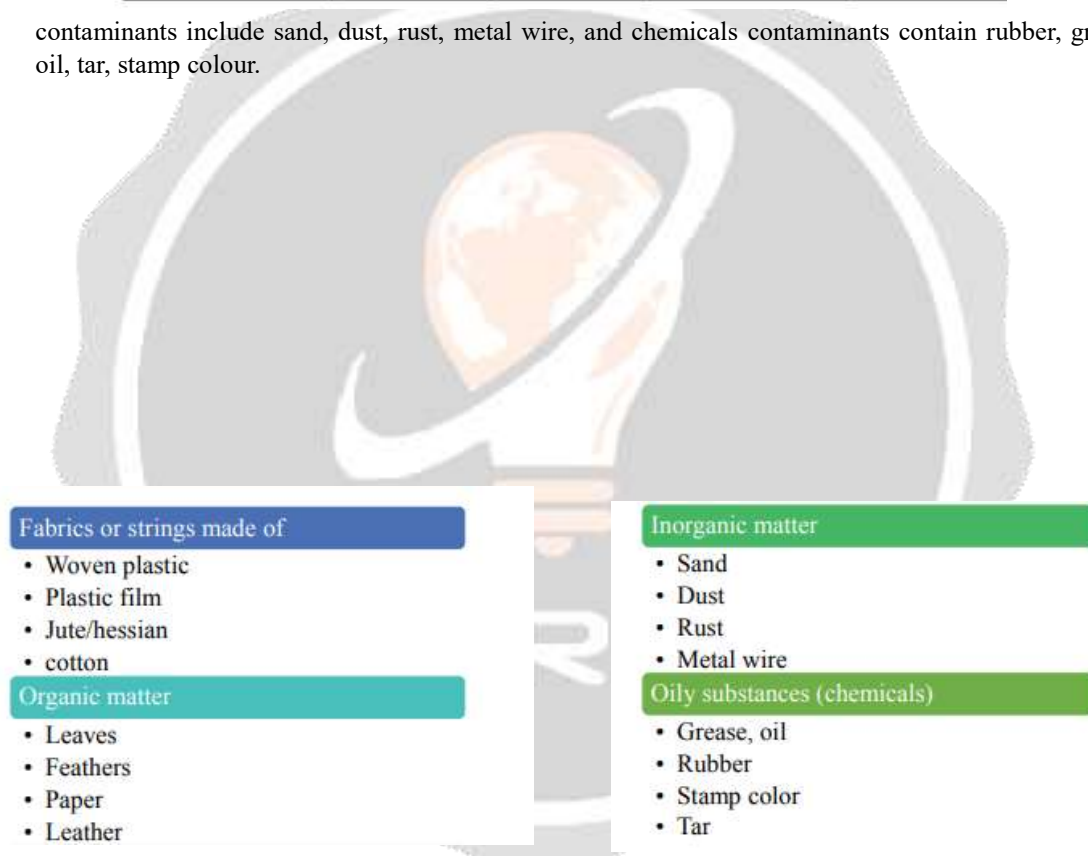 contaminants include sand, dust, rust, metal wire, and chemicals contaminants contain rubber,
oil, tar, stamp colour.
Fabrics or strings made of
• Woven plastic
• Plastic film
• Jute/hessian
• cotton
Organic matter
• Leaves
• Feathers
• Paper
• Leather
Inorganic matter
• Sand
• Dust
• Rust
• Metal wire
Oily substances (chemicals)
• Grease, oil
• Rubber
• Stamp color
• Tar
R